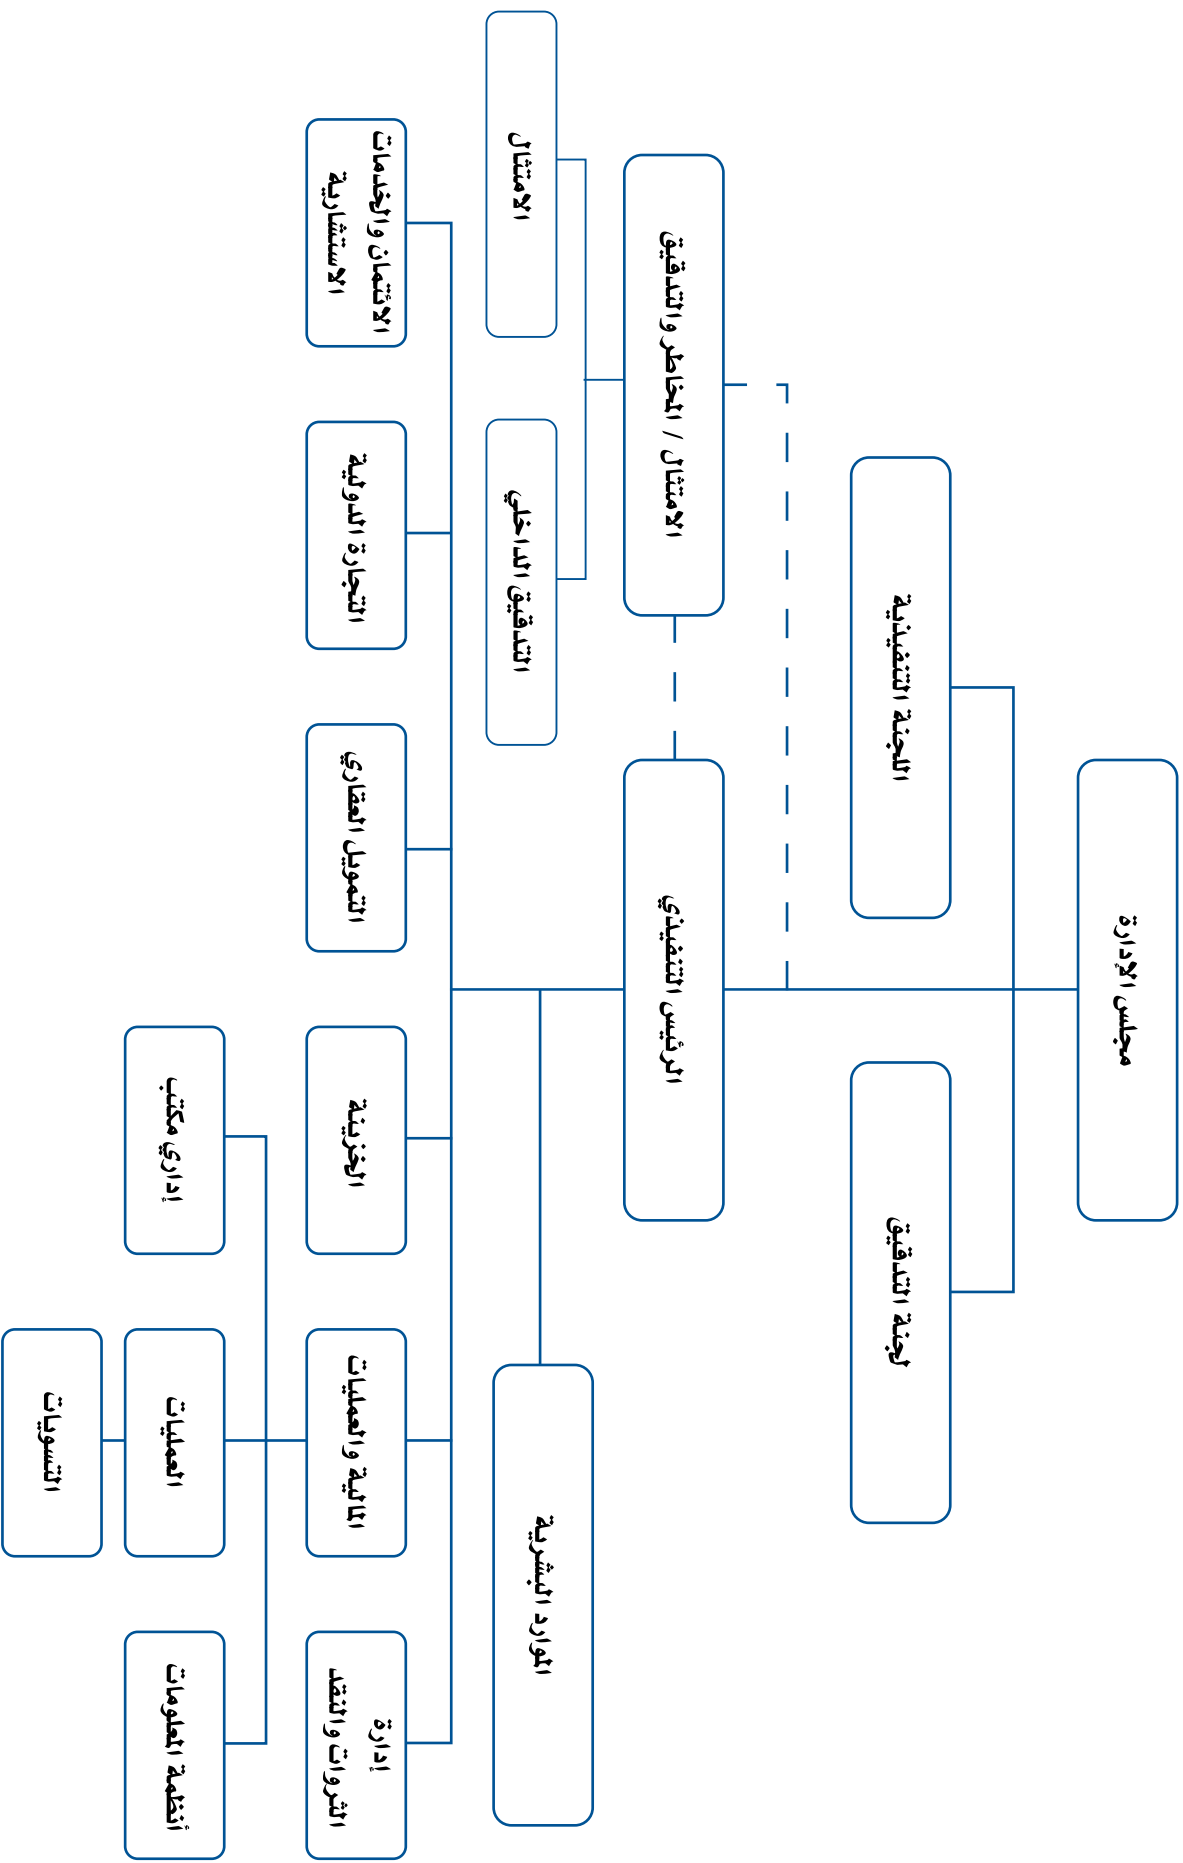 مجلس الإدارة
لجنة التدقيق
اللجنة التنفيذية
الرئيس التنفيذي
الامتثال / المخاطر والتدقيق
الموارد البشرية
التدقيق الداخلي
الامتثال
إدارة
الثروات والنقد
المالية والعمليات
الخزينة
التمويل العقاري
التجارة الدولية
الائتمان والخدمات
الاستشارية
أنظمة المعلومات
العمليات
إداري مكتب
التسويات